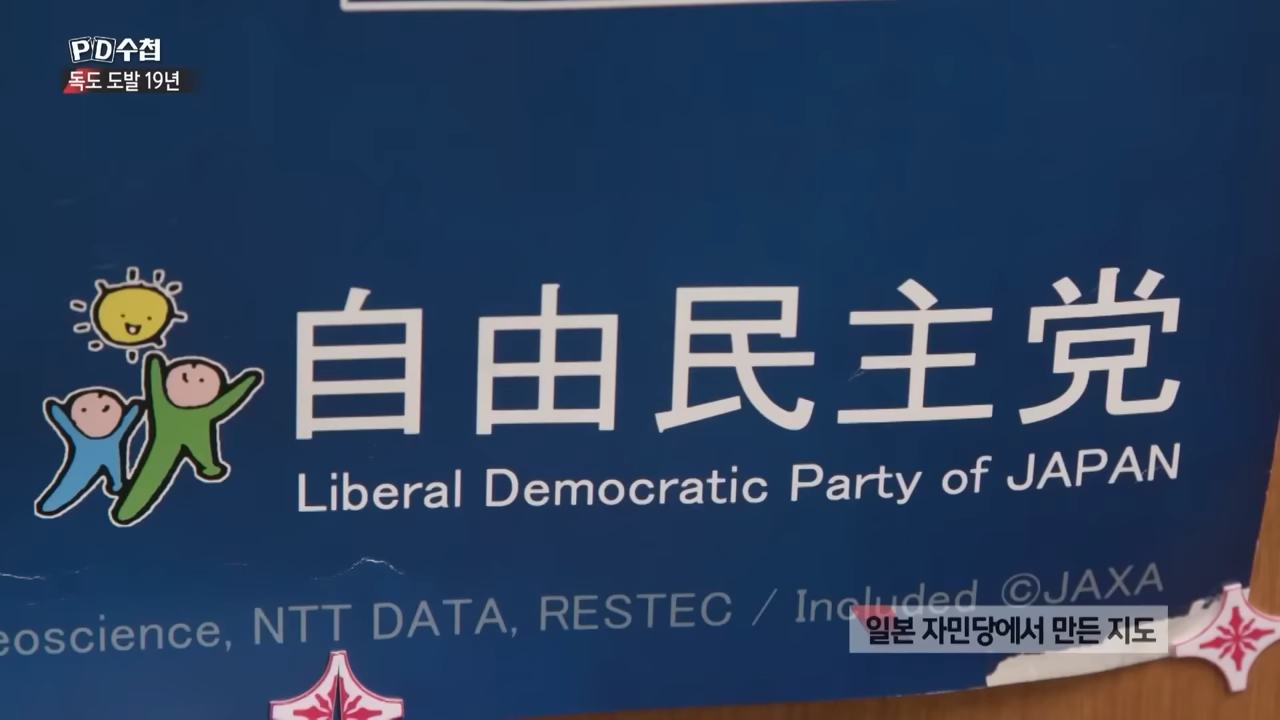 PD수첩
독도 도발 19년
自由民主党
Liberal Democratic Party of JAPAN
eoscience, NTT DATA, RESTEC / Included ©JAXA
일본 자민당에서 만든 지도